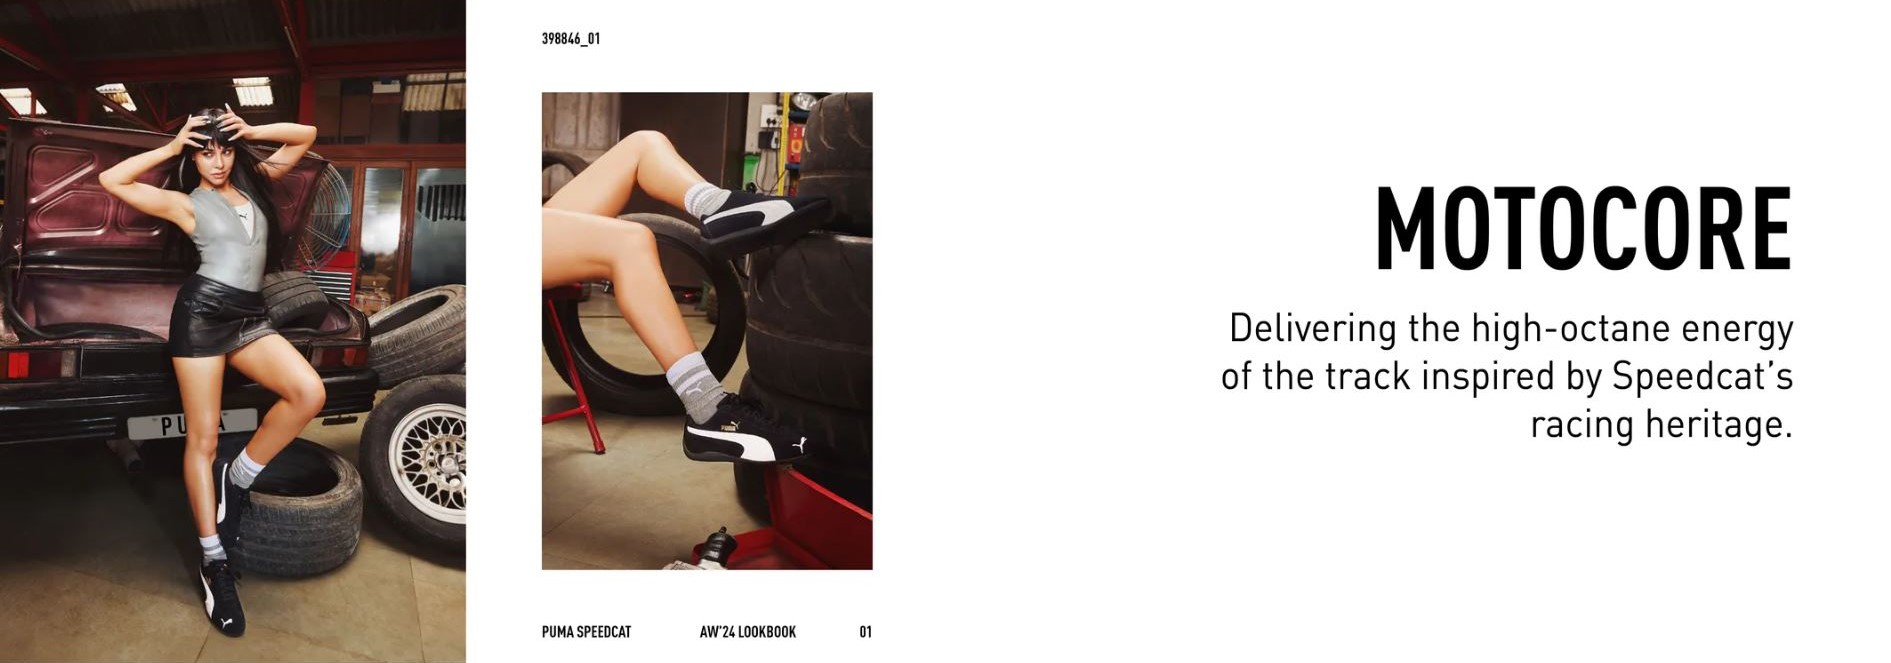 398846_01
PUMA SPEEDCAT
AW'24 LOOKBOOK
01
MOTOCORE
Delivering the high-octane energy
of the track inspired by Speedcat's
racing heritage.
PUMA